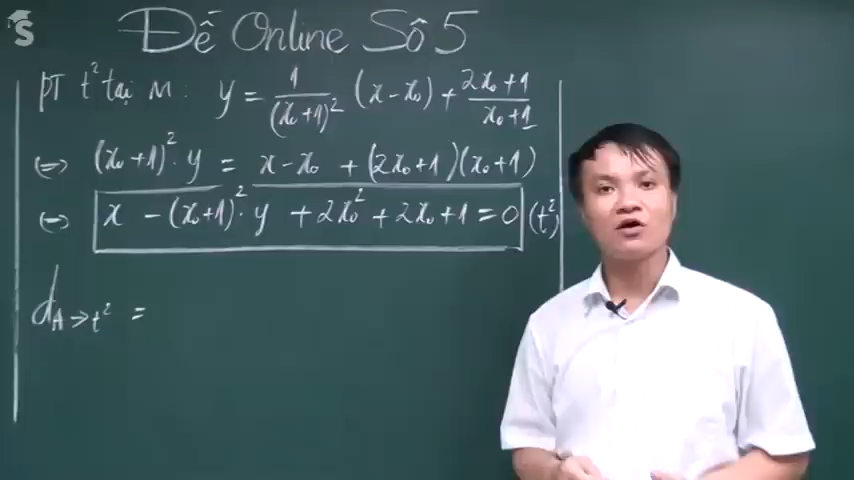 S
Đề Online Số 5
PT t² tại M: y = 1/(x₀+1)² (x-x₀) + 2x₀+1/x₀+1
(=) (x₀+1)².y = x-x₀ + (2x₀+1)(x₀+1)
(=) x -(x₀+1)².y +2x₀²+2x₀+1=0 (t²)
d A→t² =